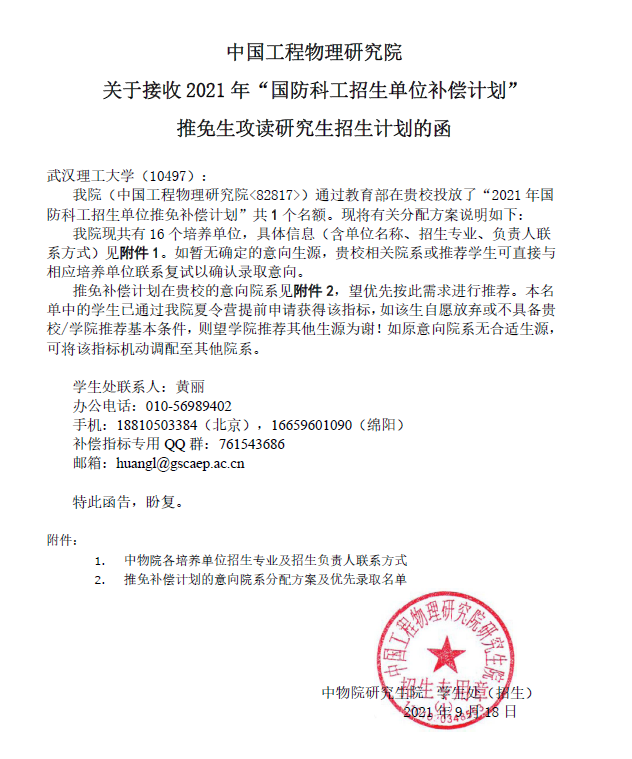 中国工程物理研究院
关于接收 2021 年“国防科工招生单位补偿计划”
推免生攻读研究生招生计划的函
武汉理工大学（10497）：
我院（中国工程物理研究院<82817>）通过教育部在贵校投放了“2021 年国
防科工招生单位推免补偿计划”共 1 个名额。现将有关分配方案说明如下：
我院现共有 16 个培养单位，具体信息（含单位名称、招生专业、负责人联
系方式）见附件 1。如暂无确定的意向生源，贵校相关院系或推荐学生可直接与
相应培养单位联系复试以确认录取意向。
推免补偿计划在贵校的意向院系见附件 2，望优先按此需求进行推荐。本名
单中的学生已通过我院夏令营提前申请获得该指标，如该生自愿放弃或不具备贵
校/学院推荐基本条件，则望学院推荐其他生源为谢！如原意向院系无合适生源，
可将该指标机动调配至其他院系。
学生处联系人：黄丽
办公电话：010-56989402
手机：18810503384（北京），16659601090（绵阳）
补偿指标专用 QQ 群：761543686
邮箱：huangl@gscaep.ac.cn
特此函告，盼复。
附件：
1. 中物院各培养单位招生专业及招生负责人联系方式
2. 推免补偿计划的意向院系分配方案及优先录取名单
中国工程物理研究院研究生院
招生专用章
(1)
中物院研究生院 学生处（招生）
2021 年 9 月 18 日